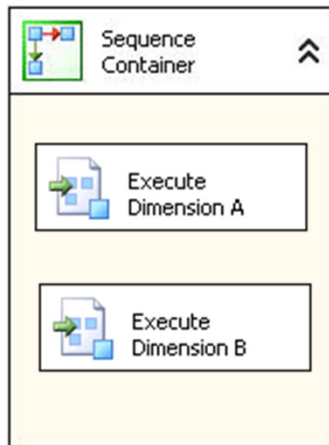 Sequence
Container
Execute
Dimension A
Execute
Dimension B